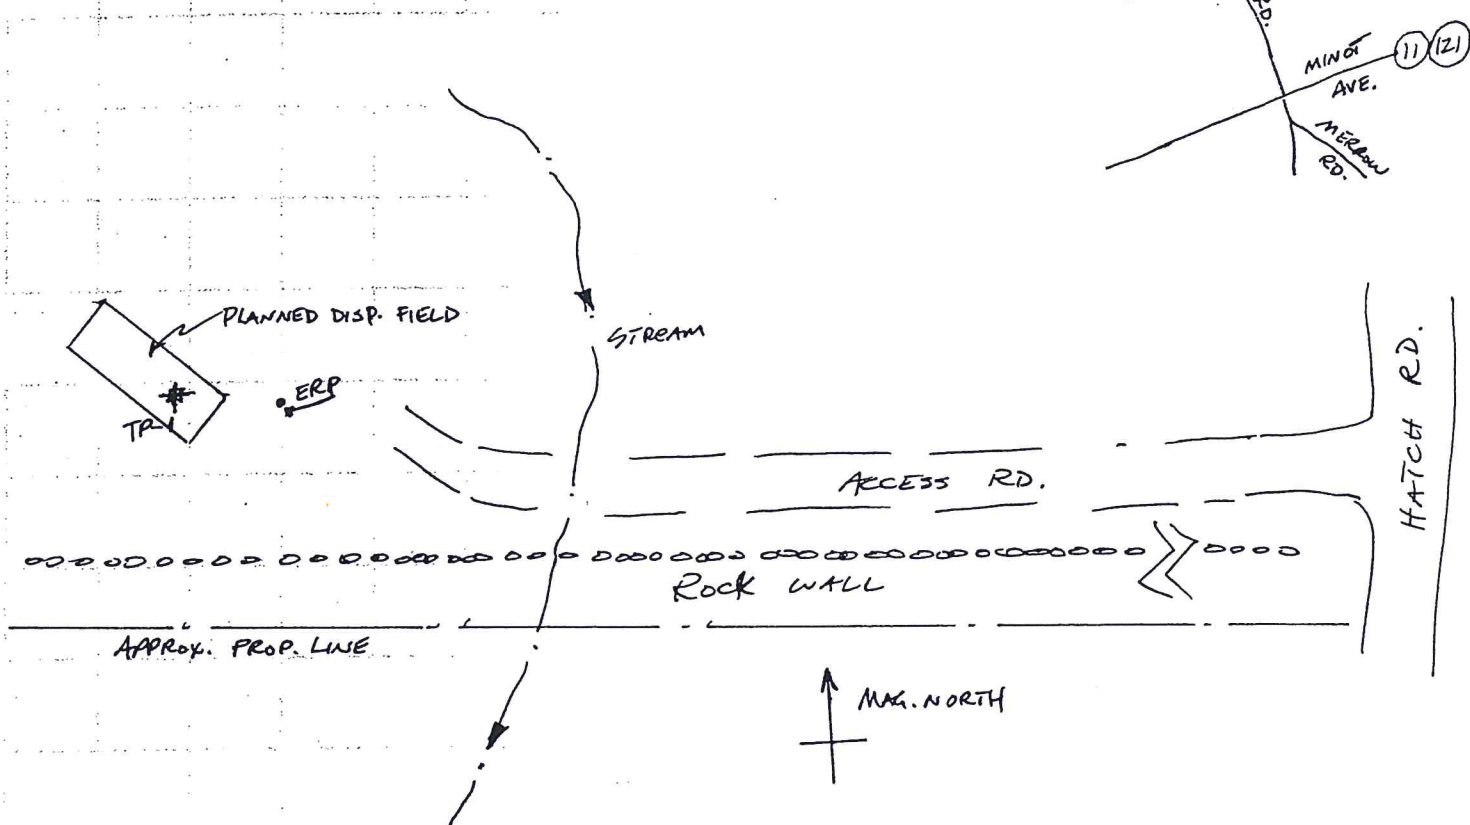 RD.
MINOT
AVE.
11 121
MERROW
RD.
PLANNED DISP. FIELD
STREAM
ERP
TP
HATCH RD.
ACCESS RD.
ROCK WALL
APPROX. PROP. LINE
MAG. NORTH